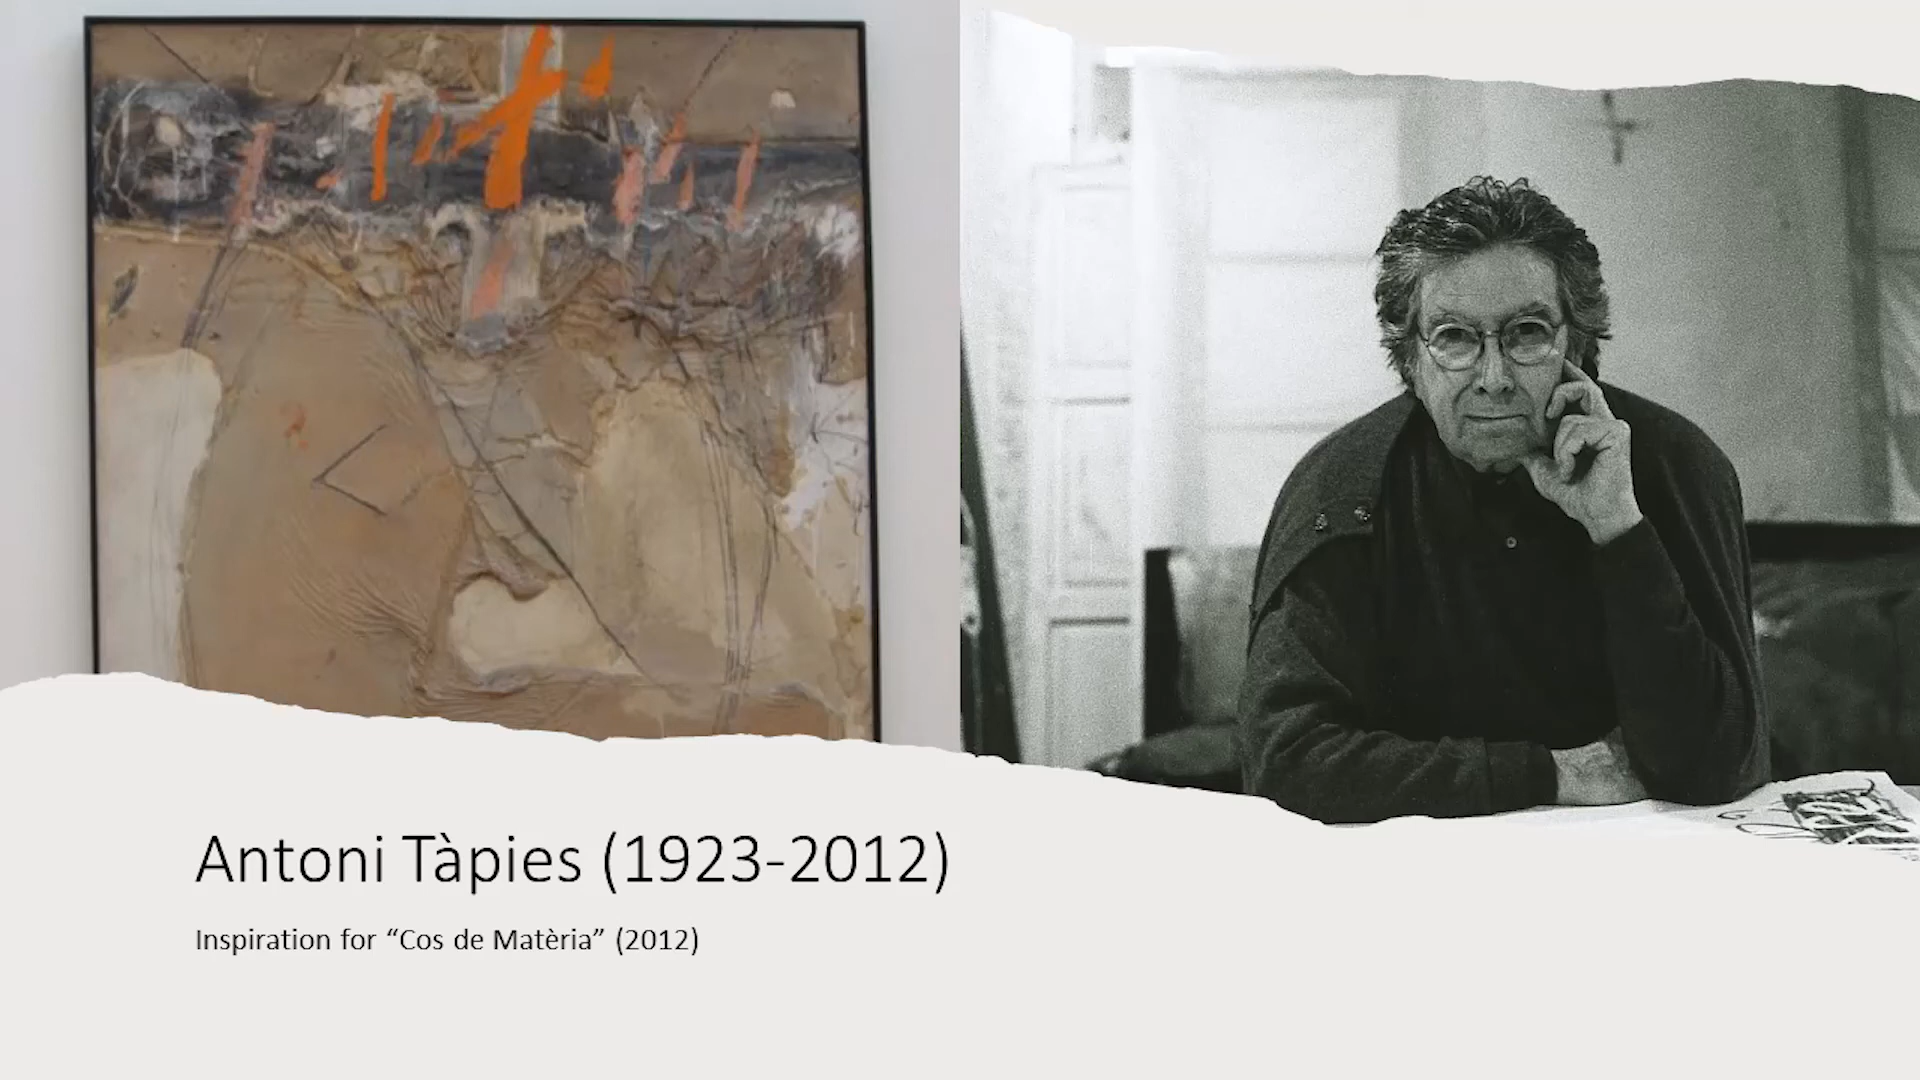 Antoni Tàpies (1923-2012)
Inspiration for “Cos de Matèria” (2012)